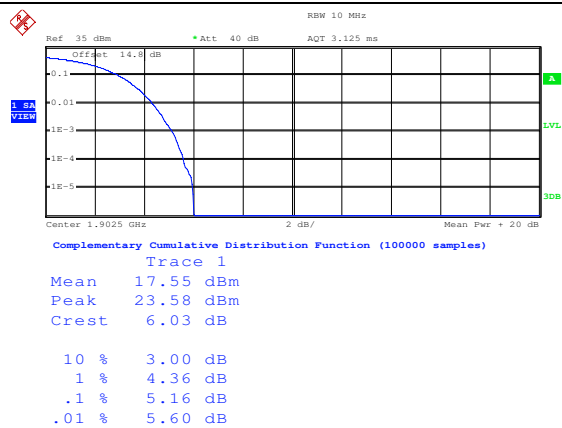 RBW 10 MHz
Ref 35 dBm *Att 40 dB AQT 3.125 ms
Offset 14.8 dB
0.1
A
0.01
1 SA
VIEW
1E-3
LVL
1E-4
1E-5
3DB
Center 1.9025 GHz 2 dB/ Mean Pwr + 20 dB
Complementary Cumulative Distribution Function (100000 samples)
Trace 1
Mean 17.55 dBm
Peak 23.58 dBm
Crest 6.03 dB
10 % 3.00 dB
1 % 4.36 dB
.1 % 5.16 dB
.01 % 5.60 dB